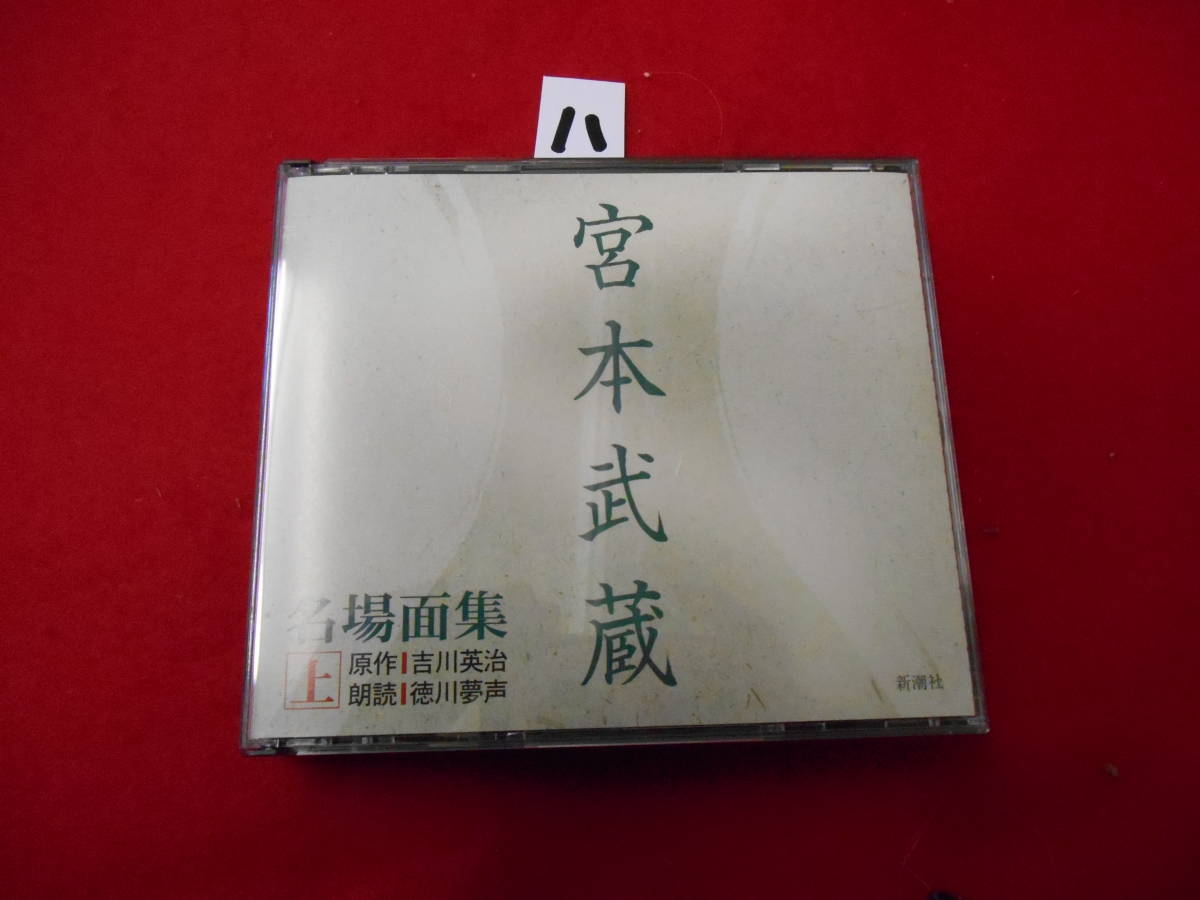 ハ
宮本武蔵
名場面集
上
原作 吉川英治
朗読 徳川夢声
新潮社